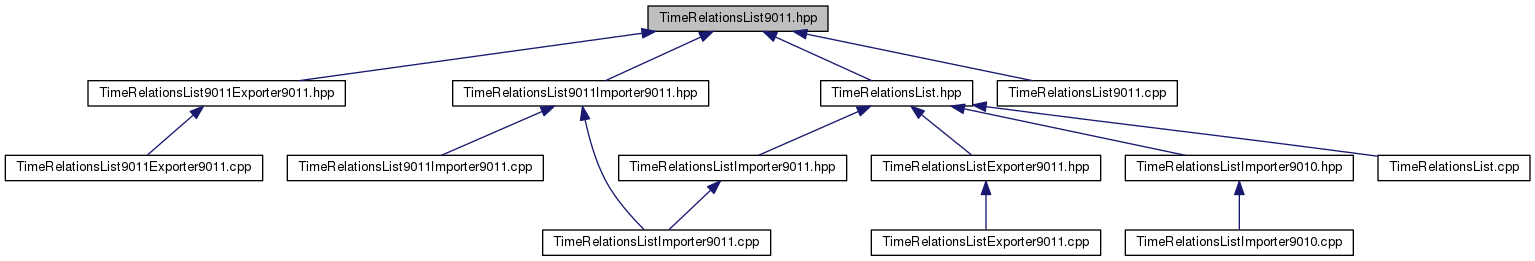 TimeRelationsList9011.hpp
TimeRelationsList9011Exporter9011.hpp
TimeRelationsList9011Importer9011.hpp
TimeRelationsList.hpp
TimeRelationsList9011.cpp
TimeRelationsList9011Exporter9011.cpp
TimeRelationsList9011Importer9011.cpp
TimeRelationsListImporter9011.hpp
TimeRelationsListExporter9011.hpp
TimeRelationsListImporter9010.hpp
TimeRelationsList.cpp
TimeRelationsListImporter9011.cpp
TimeRelationsListExporter9011.cpp
TimeRelationsListImporter9010.cpp